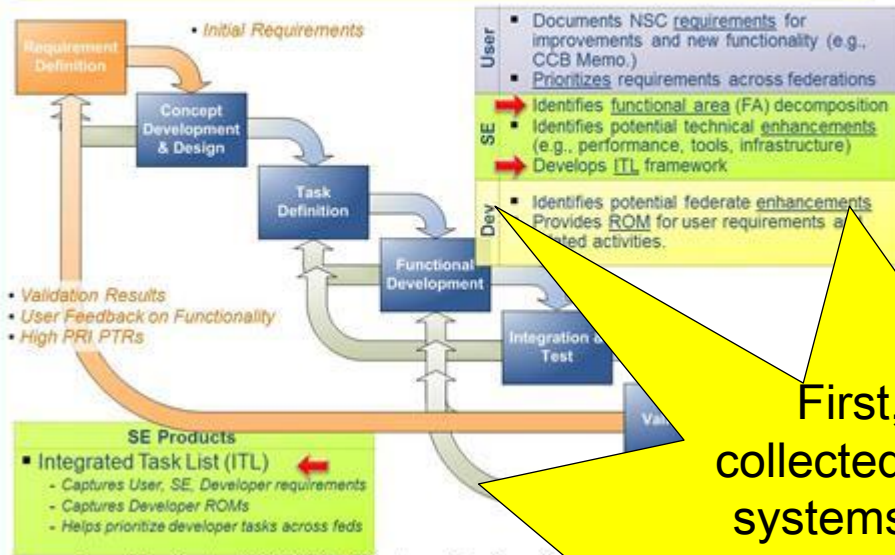 Requirement
Definition
• Initial Requirements
Concept
Development
& Design
Task
Definition
Functional
Development
Integration &
Test
• Validation Results
• User Feedback on Functionality
• High PRI PTRs
User
▪ Documents NSC requirements for
improvements and new functionality (e.g.,
CCB Memo.)
▪ Prioritizes requirements across federations
SE
Identifies functional area (FA) decomposition
▪ Identifies potential technical enhancements
(e.g., performance, tools, infrastructure)
Develops ITL framework
Dev
▪ Identifies potential federate enhancements
Provides ROM for user requirements
activities.
SE Products
▪ Integrated Task List (ITL)
- Captures User, SE, Developer requirements
- Captures Developer ROMs
- Helps prioritize developer tasks across feds
First,
collected
systems